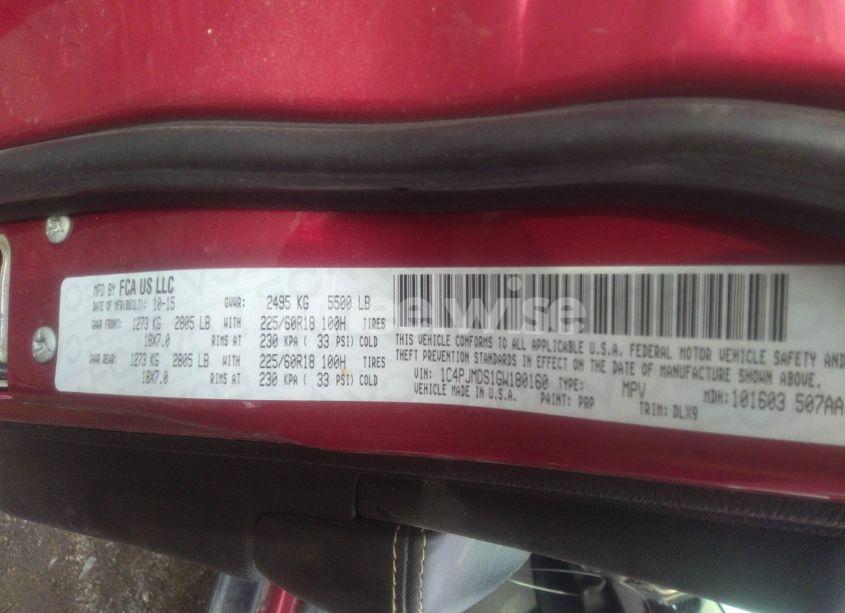 MFD BY FCA US LLC
DATE OF MFR(BUILT): 10-15 GVWR: 2495 KG 5500 LB
GAWR FRONT: 1273 KG 2805 LB WITH 225/60R18 100H TIRES
18X7.0 RIMS AT 230 KPA ( 33 PSI) COLD
GAWR REAR: 1273 KG 2805 LB WITH 225/60R18 100H TIRES
18X7.0 RIMS AT 230 KPA ( 33 PSI) COLD
THIS VEHICLE CONFORMS TO ALL APPLICABLE U.S.A. FEDERAL MOTOR VEHICLE SAFETY AND
THEFT PREVENTION STANDARDS IN EFFECT ON THE DATE OF MANUFACTURE SHOWN ABOVE.
VIN: 1C4PJMDS1GW180160 TYPE: MPV MDH: 101603 507AA
VEHICLE MADE IN U.S.A. PAINT: PRP TRIM: DLX9
wise